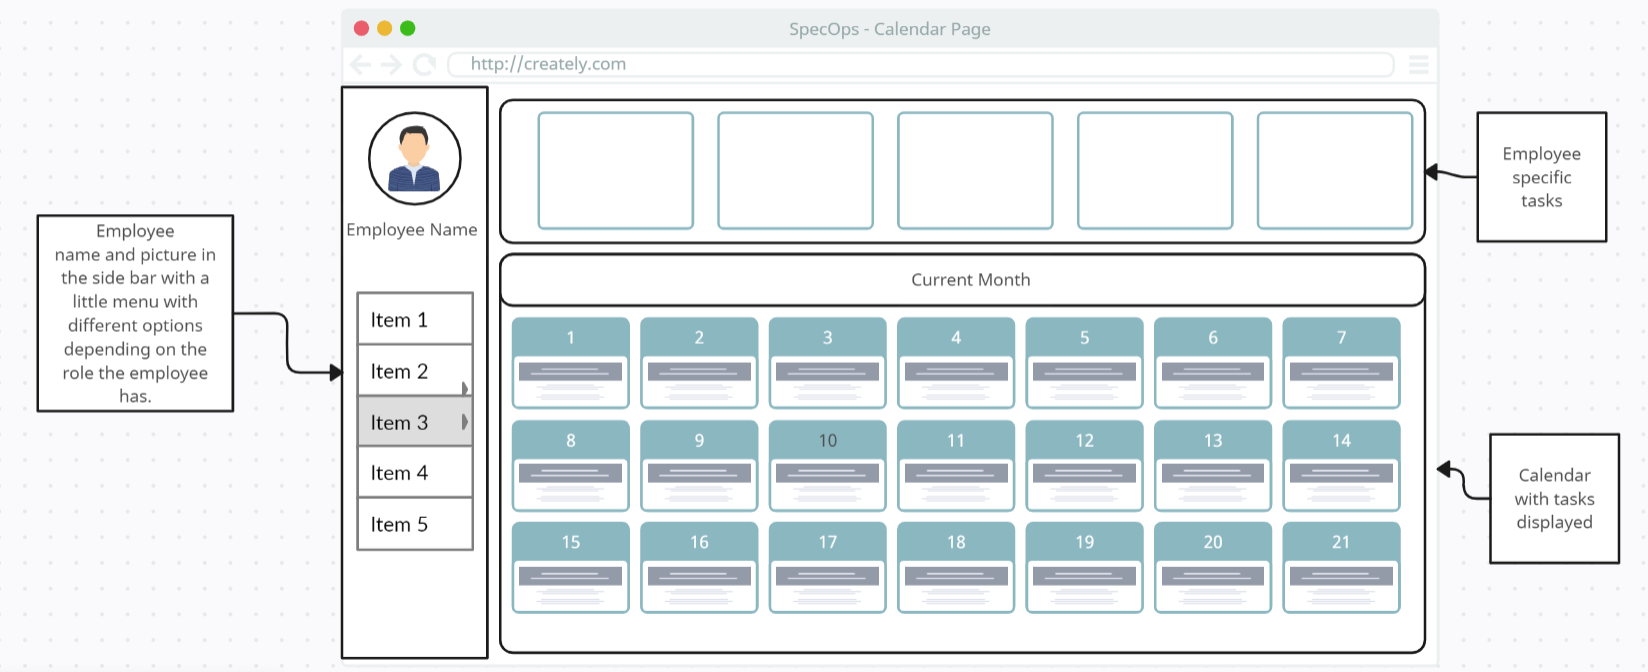 SpecOps - Calendar Page
http://creately.com
Employee
name and picture in
the side bar with a
little menu with
different options
depending on the
role the employee
has.
Employee Name
Item 1
Item 2
Item 3
Item 4
Item 5
Employee
specific
tasks
Current Month
1 2 3 4 5 6 7
8 9 10 11 12 13 14
15 16 17 18 19 20 21
Calendar
with tasks
displayed